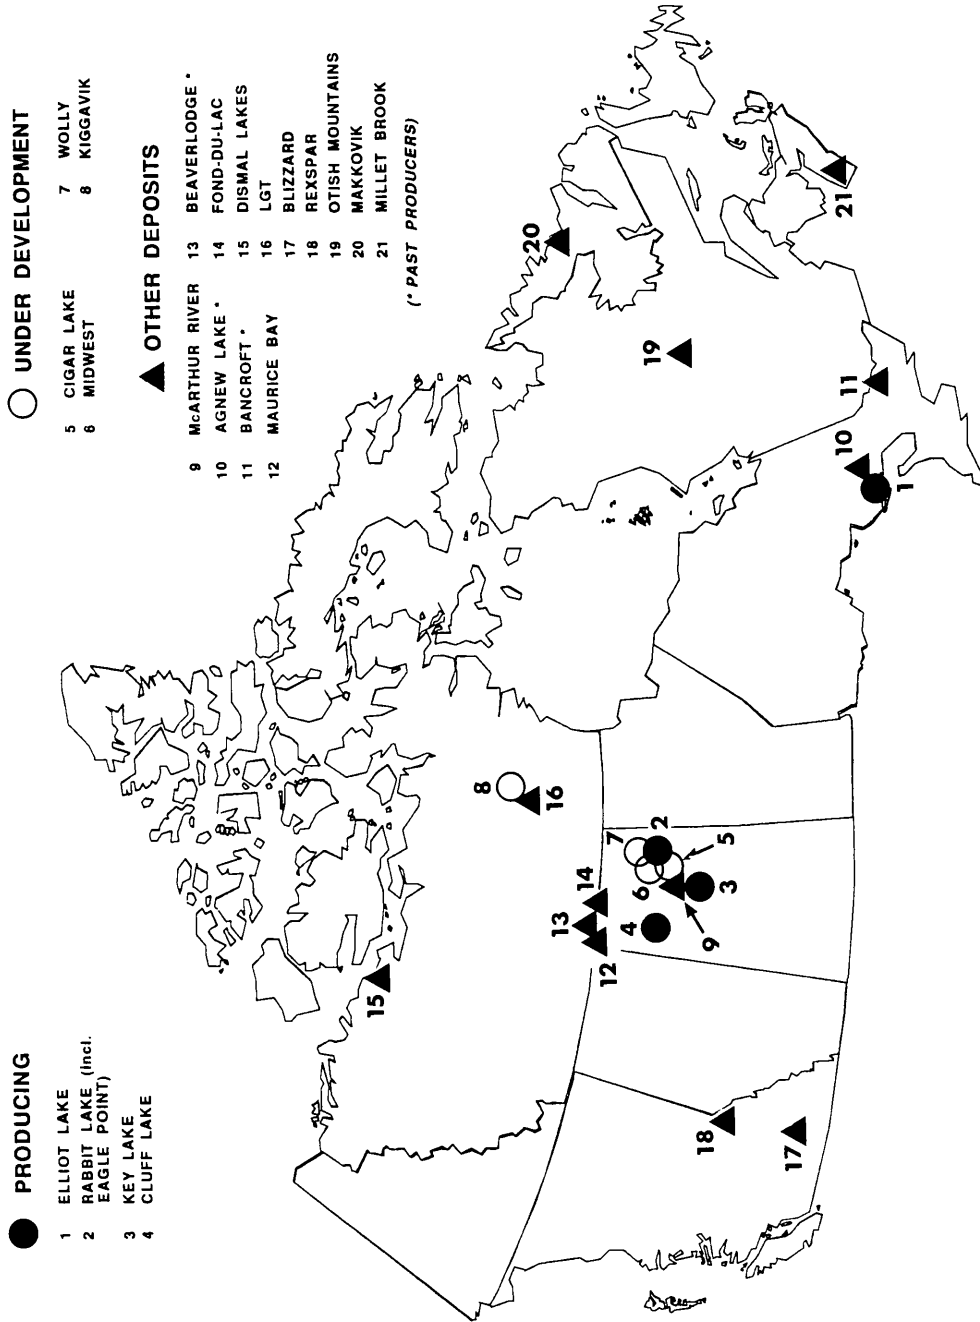 PRODUCING
1 ELLIOT LAKE
2 RABBIT LAKE (Incl.
EAGLE POINT)
3 KEY LAKE
4 CLUFF LAKE
UNDER DEVELOPMENT
5 CIGAR LAKE
6 MIDWEST
7 WOLLY
8 KIGGAVIK
OTHER DEPOSITS
9 McARTHUR RIVER
10 AGNEW LAKE *
11 BANCROFT *
12 MAURICE BAY
13 BEAVERLODGE *
14 FOND-DU-LAC
15 DISMAL LAKES
16 LGT
17 BLIZZARD
18 REXSPAR
19 OTISH MOUNTAINS
20 MAKKOVIK
21 MILLET BROOK
(* PAST PRODUCERS)
15
8
16
20
13
14
12
7
2
6
4
5
3
9
19
18
17
10
11
1
21